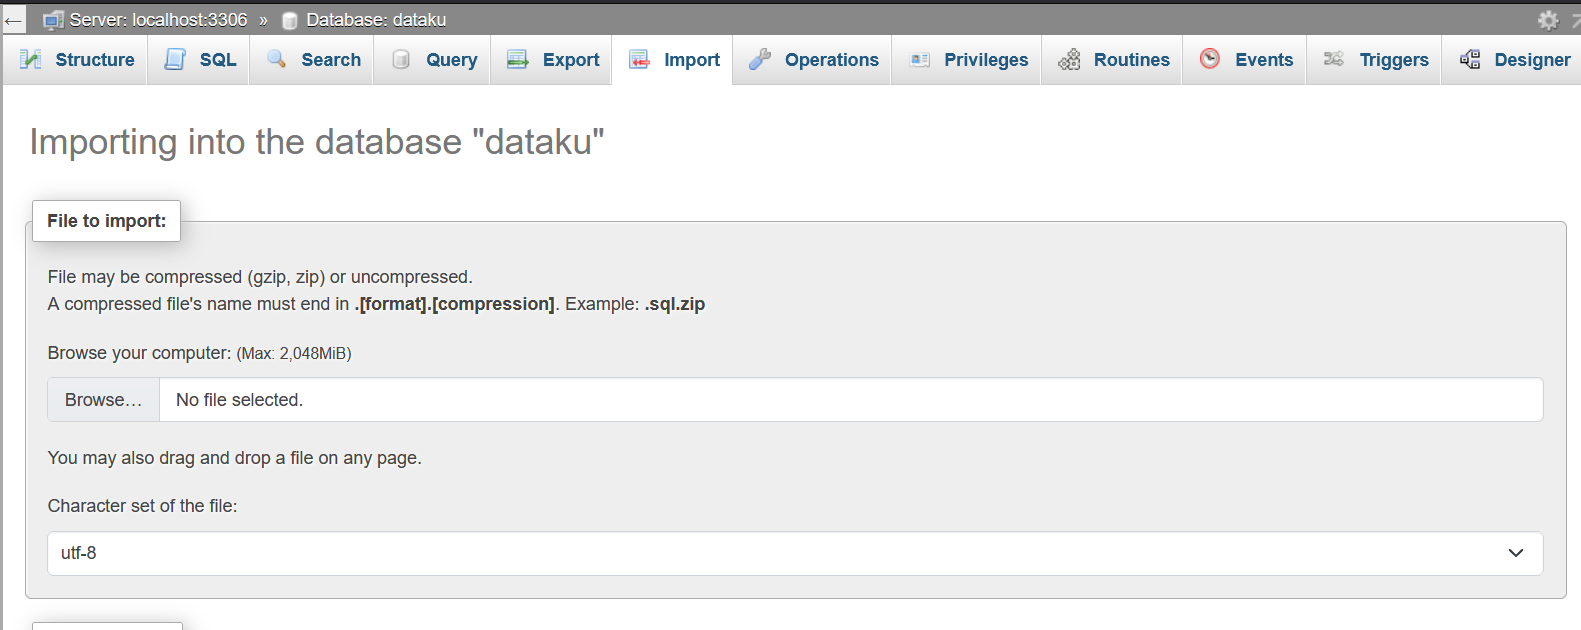 Server: localhost:3306 » Database: dataku
Structure SQL Search Query Export Import Operations Privileges Routines Events Triggers Designer
Importing into the database "dataku"
File to import:
File may be compressed (gzip, zip) or uncompressed.
A compressed file's name must end in .[format].[compression]. Example: .sql.zip
Browse your computer: (Max: 2,048MiB)
Browse… No file selected.
You may also drag and drop a file on any page.
Character set of the file:
utf-8